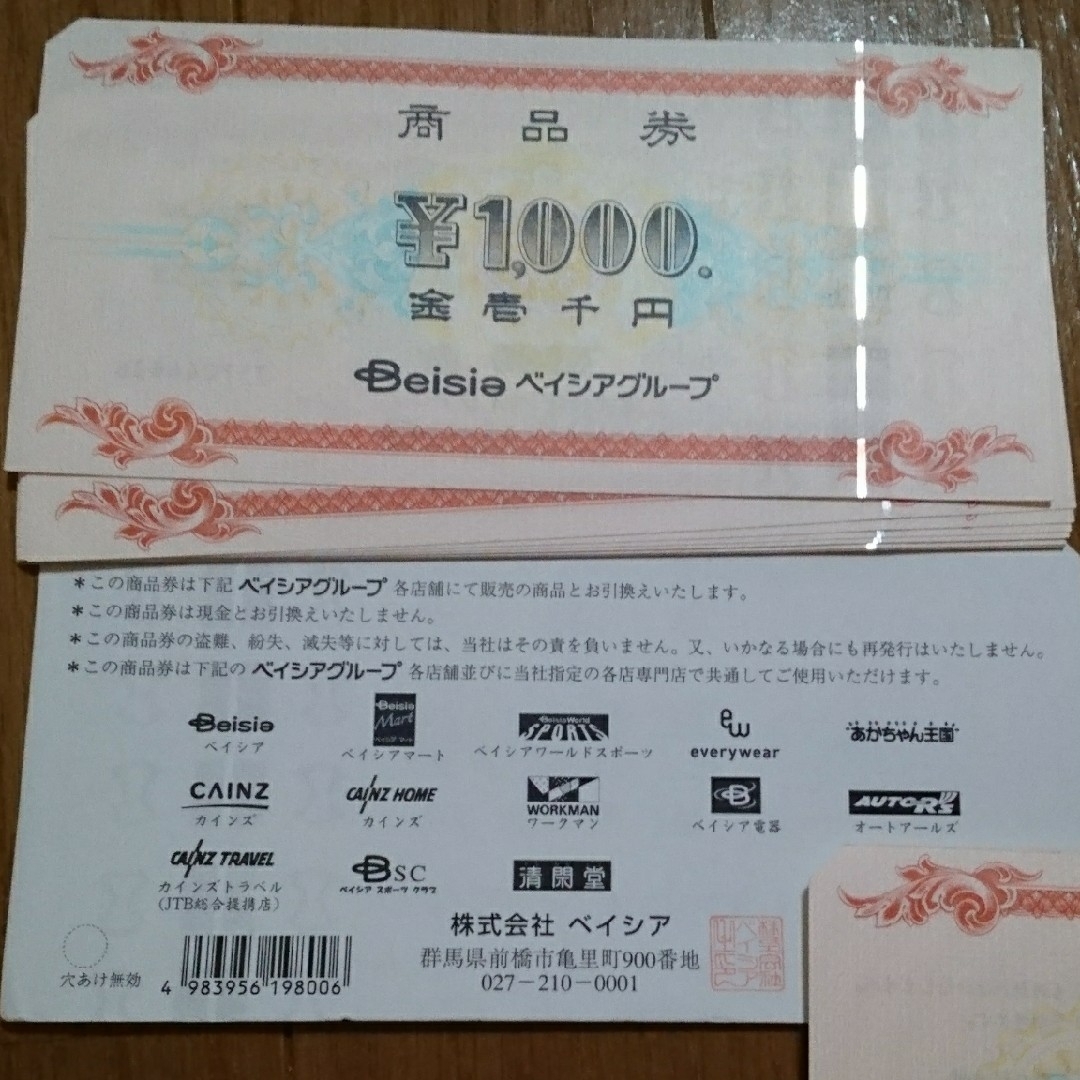 商品券
¥1,000.
金壱千円
Beisia ベイシアグループ
*この商品券は下記 ベイシアグループ 各店舗にて販売の商品とお引換えいたします。
*この商品券は現金とお引換えいたしません。
*この商品券の盗難、紛失、滅失等に対しては、当社はその責を負いません。又、いかなる場合にも再発行はいたしません。
*この商品券は下記の ベイシアグループ 各店舗並びに当社指定の各店専門店で共通してご使用いただけます。
Beisia
ベイシア
Beisia Mart
ベイシアマート
BeisiaWorld SPORTS
ベイシアワールドスポーツ
ew
everywear
あかちゃん王国
CAINZ
カインズ
CAINZ HOME
カインズ
WORKMAN
ワークマン
B
ベイシア電器
AUTO R's
オートアールズ
CAINZ TRAVEL
カインズトラベル
(JTB総合提携店)
BSC
ベイシア スポーツ クラブ
清閑堂
株式会社 ベイシア
群馬県前橋市亀里町900番地
027-210-0001
穴あけ無効
4 983956 198006